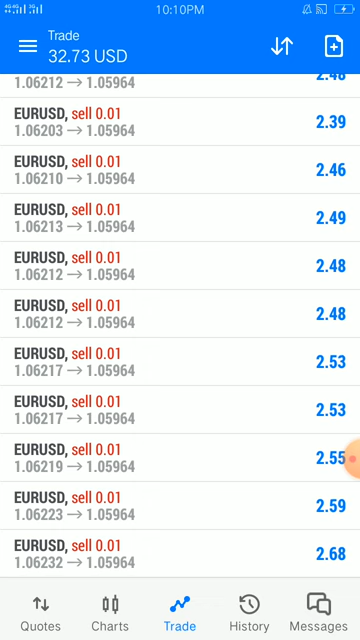 4G 4G 3G
10:10PM
Trade
32.73 USD
2.48
1.06212 → 1.05964
EURUSD, sell 0.01
2.39
1.06203 → 1.05964
EURUSD, sell 0.01
2.46
1.06210 → 1.05964
EURUSD, sell 0.01
2.49
1.06213 → 1.05964
EURUSD, sell 0.01
2.48
1.06212 → 1.05964
EURUSD, sell 0.01
2.48
1.06212 → 1.05964
EURUSD, sell 0.01
2.53
1.06217 → 1.05964
EURUSD, sell 0.01
2.53
1.06217 → 1.05964
EURUSD, sell 0.01
2.55
1.06219 → 1.05964
EURUSD, sell 0.01
2.59
1.06223 → 1.05964
EURUSD, sell 0.01
2.68
1.06232 → 1.05964
Quotes Charts Trade History Messages